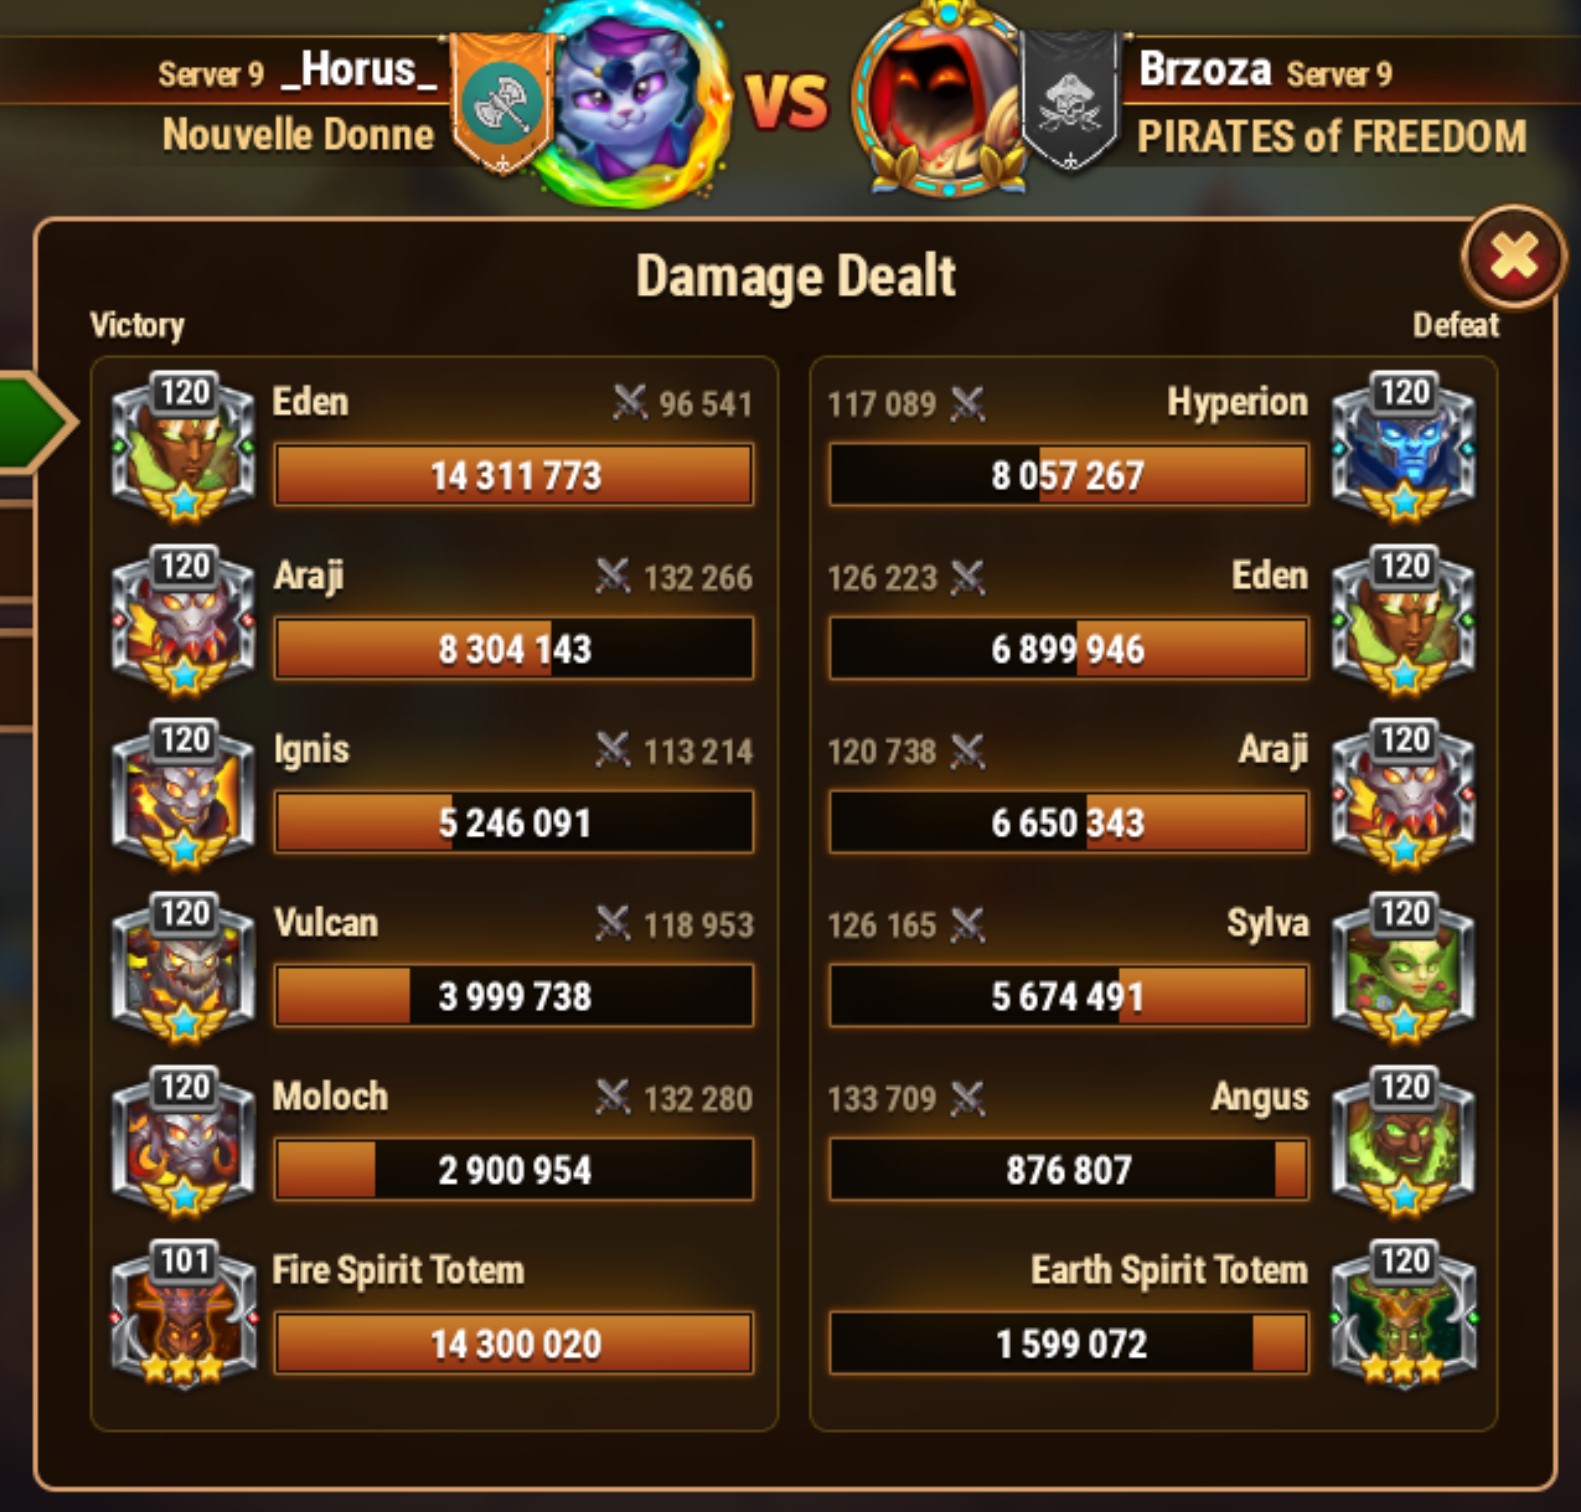 Server 9 _Horus_
Nouvelle Donne
VS
Brzoza Server 9
PIRATES of FREEDOM
Damage Dealt
Victory
Defeat
120 Eden 96 541
14 311 773
120 Araji 132 266
8 304 143
120 Ignis 113 214
5 246 091
120 Vulcan 118 953
3 999 738
120 Moloch 132 280
2 900 954
101 Fire Spirit Totem
14 300 020
117 089 Hyperion 120
8 057 267
126 223 Eden 120
6 899 946
120 738 Araji 120
6 650 343
126 165 Sylva 120
5 674 491
133 709 Angus 120
876 807
Earth Spirit Totem 120
1 599 072